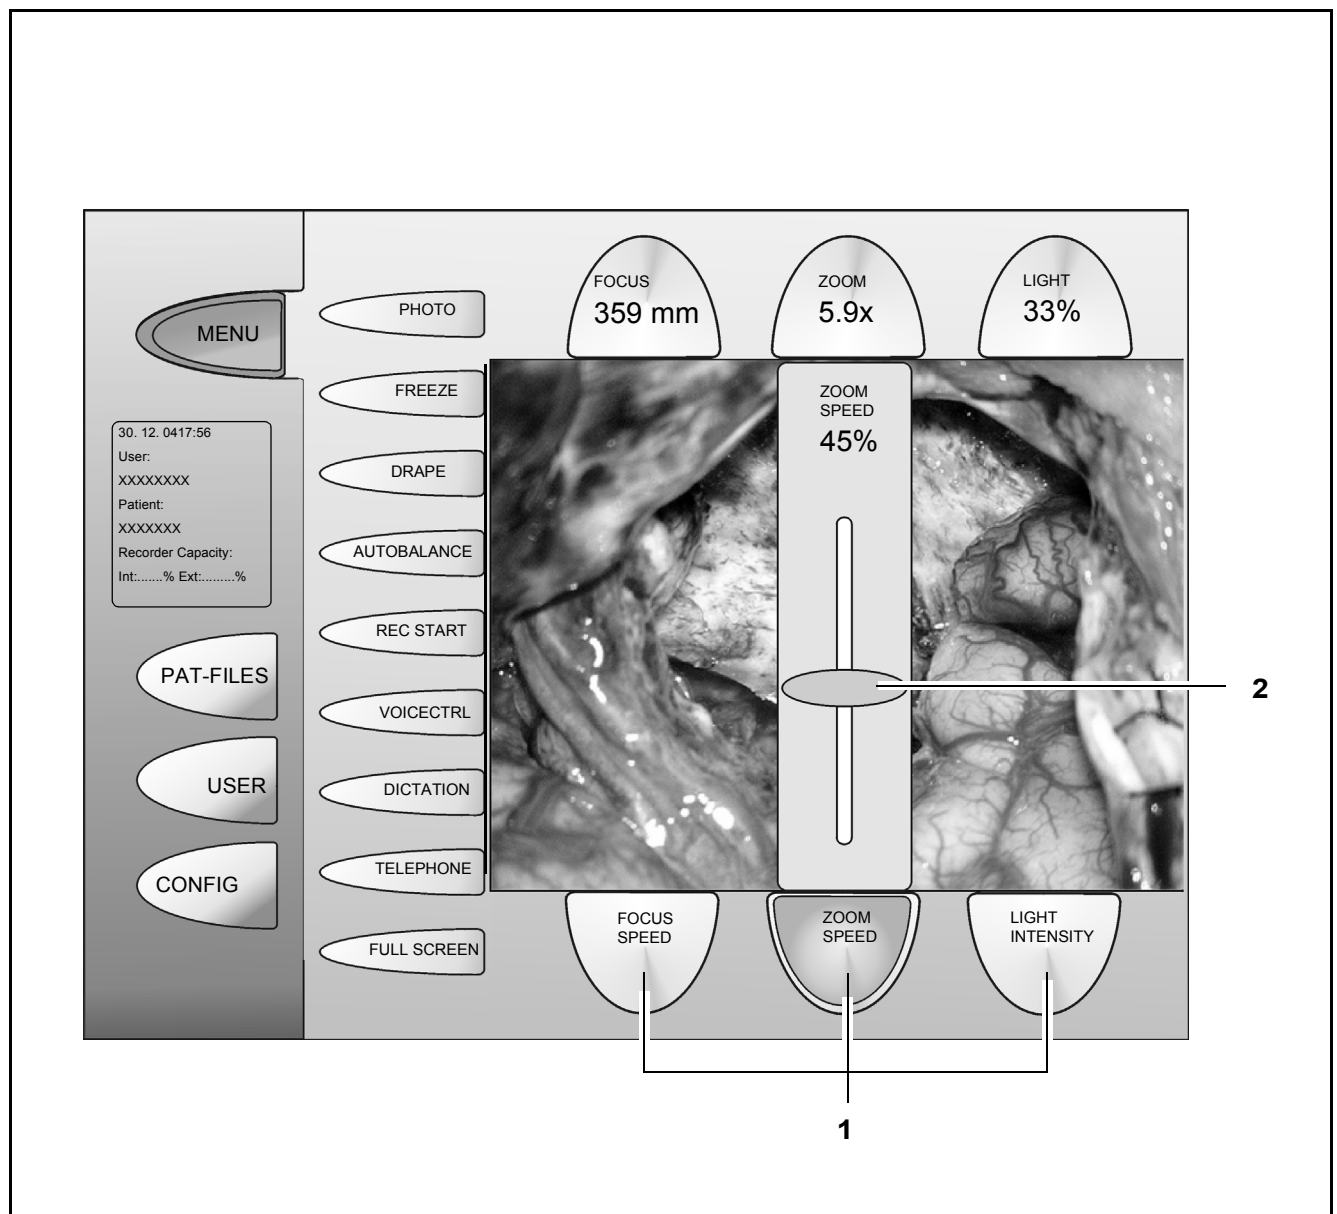 MENU
30. 12. 0417:56
User:
XXXXXXXX
Patient:
XXXXXXX
Recorder Capacity:
Int:.......% Ext:.........%
PAT-FILES
USER
CONFIG
PHOTO
FREEZE
DRAPE
AUTOBALANCE
REC START
VOICECTRL
DICTATION
TELEPHONE
FULL SCREEN
FOCUS
359 mm
ZOOM
5.9x
LIGHT
33%
ZOOM
SPEED
45%
2
FOCUS
SPEED
ZOOM
SPEED
LIGHT
INTENSITY
1